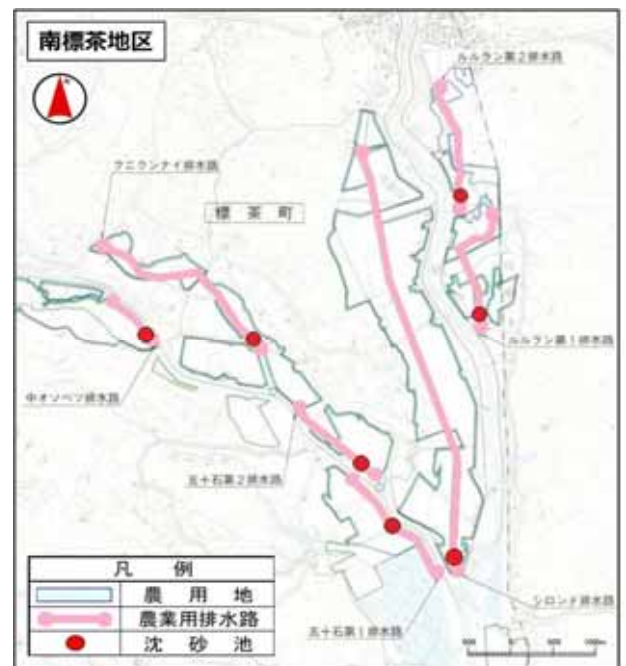 南標茶地区
ルルラン第2排水路
クニランナイ排水路
標茶町
ルルラン第1排水路
中オソベツ排水路
五十石第2排水路
シロンド排水路
五十石第1排水路
凡例
農用地
農業用排水路
沈砂池
500 0 500 1000m